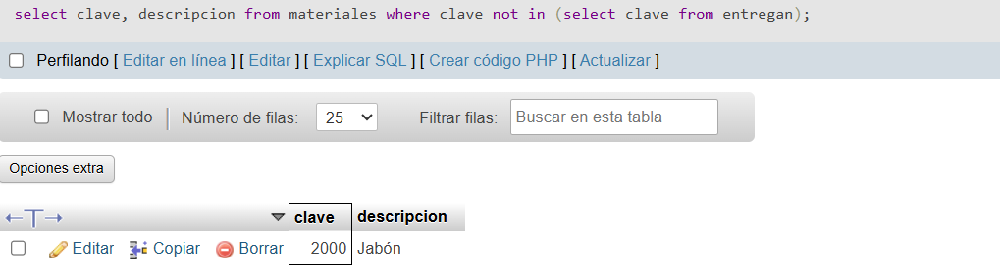 select clave, descripcion from materiales where clave not in (select clave from entregan);
Perfilando [ Editar en línea ] [ Editar ] [ Explicar SQL ] [ Crear código PHP ] [ Actualizar ]
Mostrar todo Número de filas: 25 Filtrar filas: Buscar en esta tabla
Opciones extra
←T→ clave descripcion
Editar Copiar Borrar 2000 Jabón